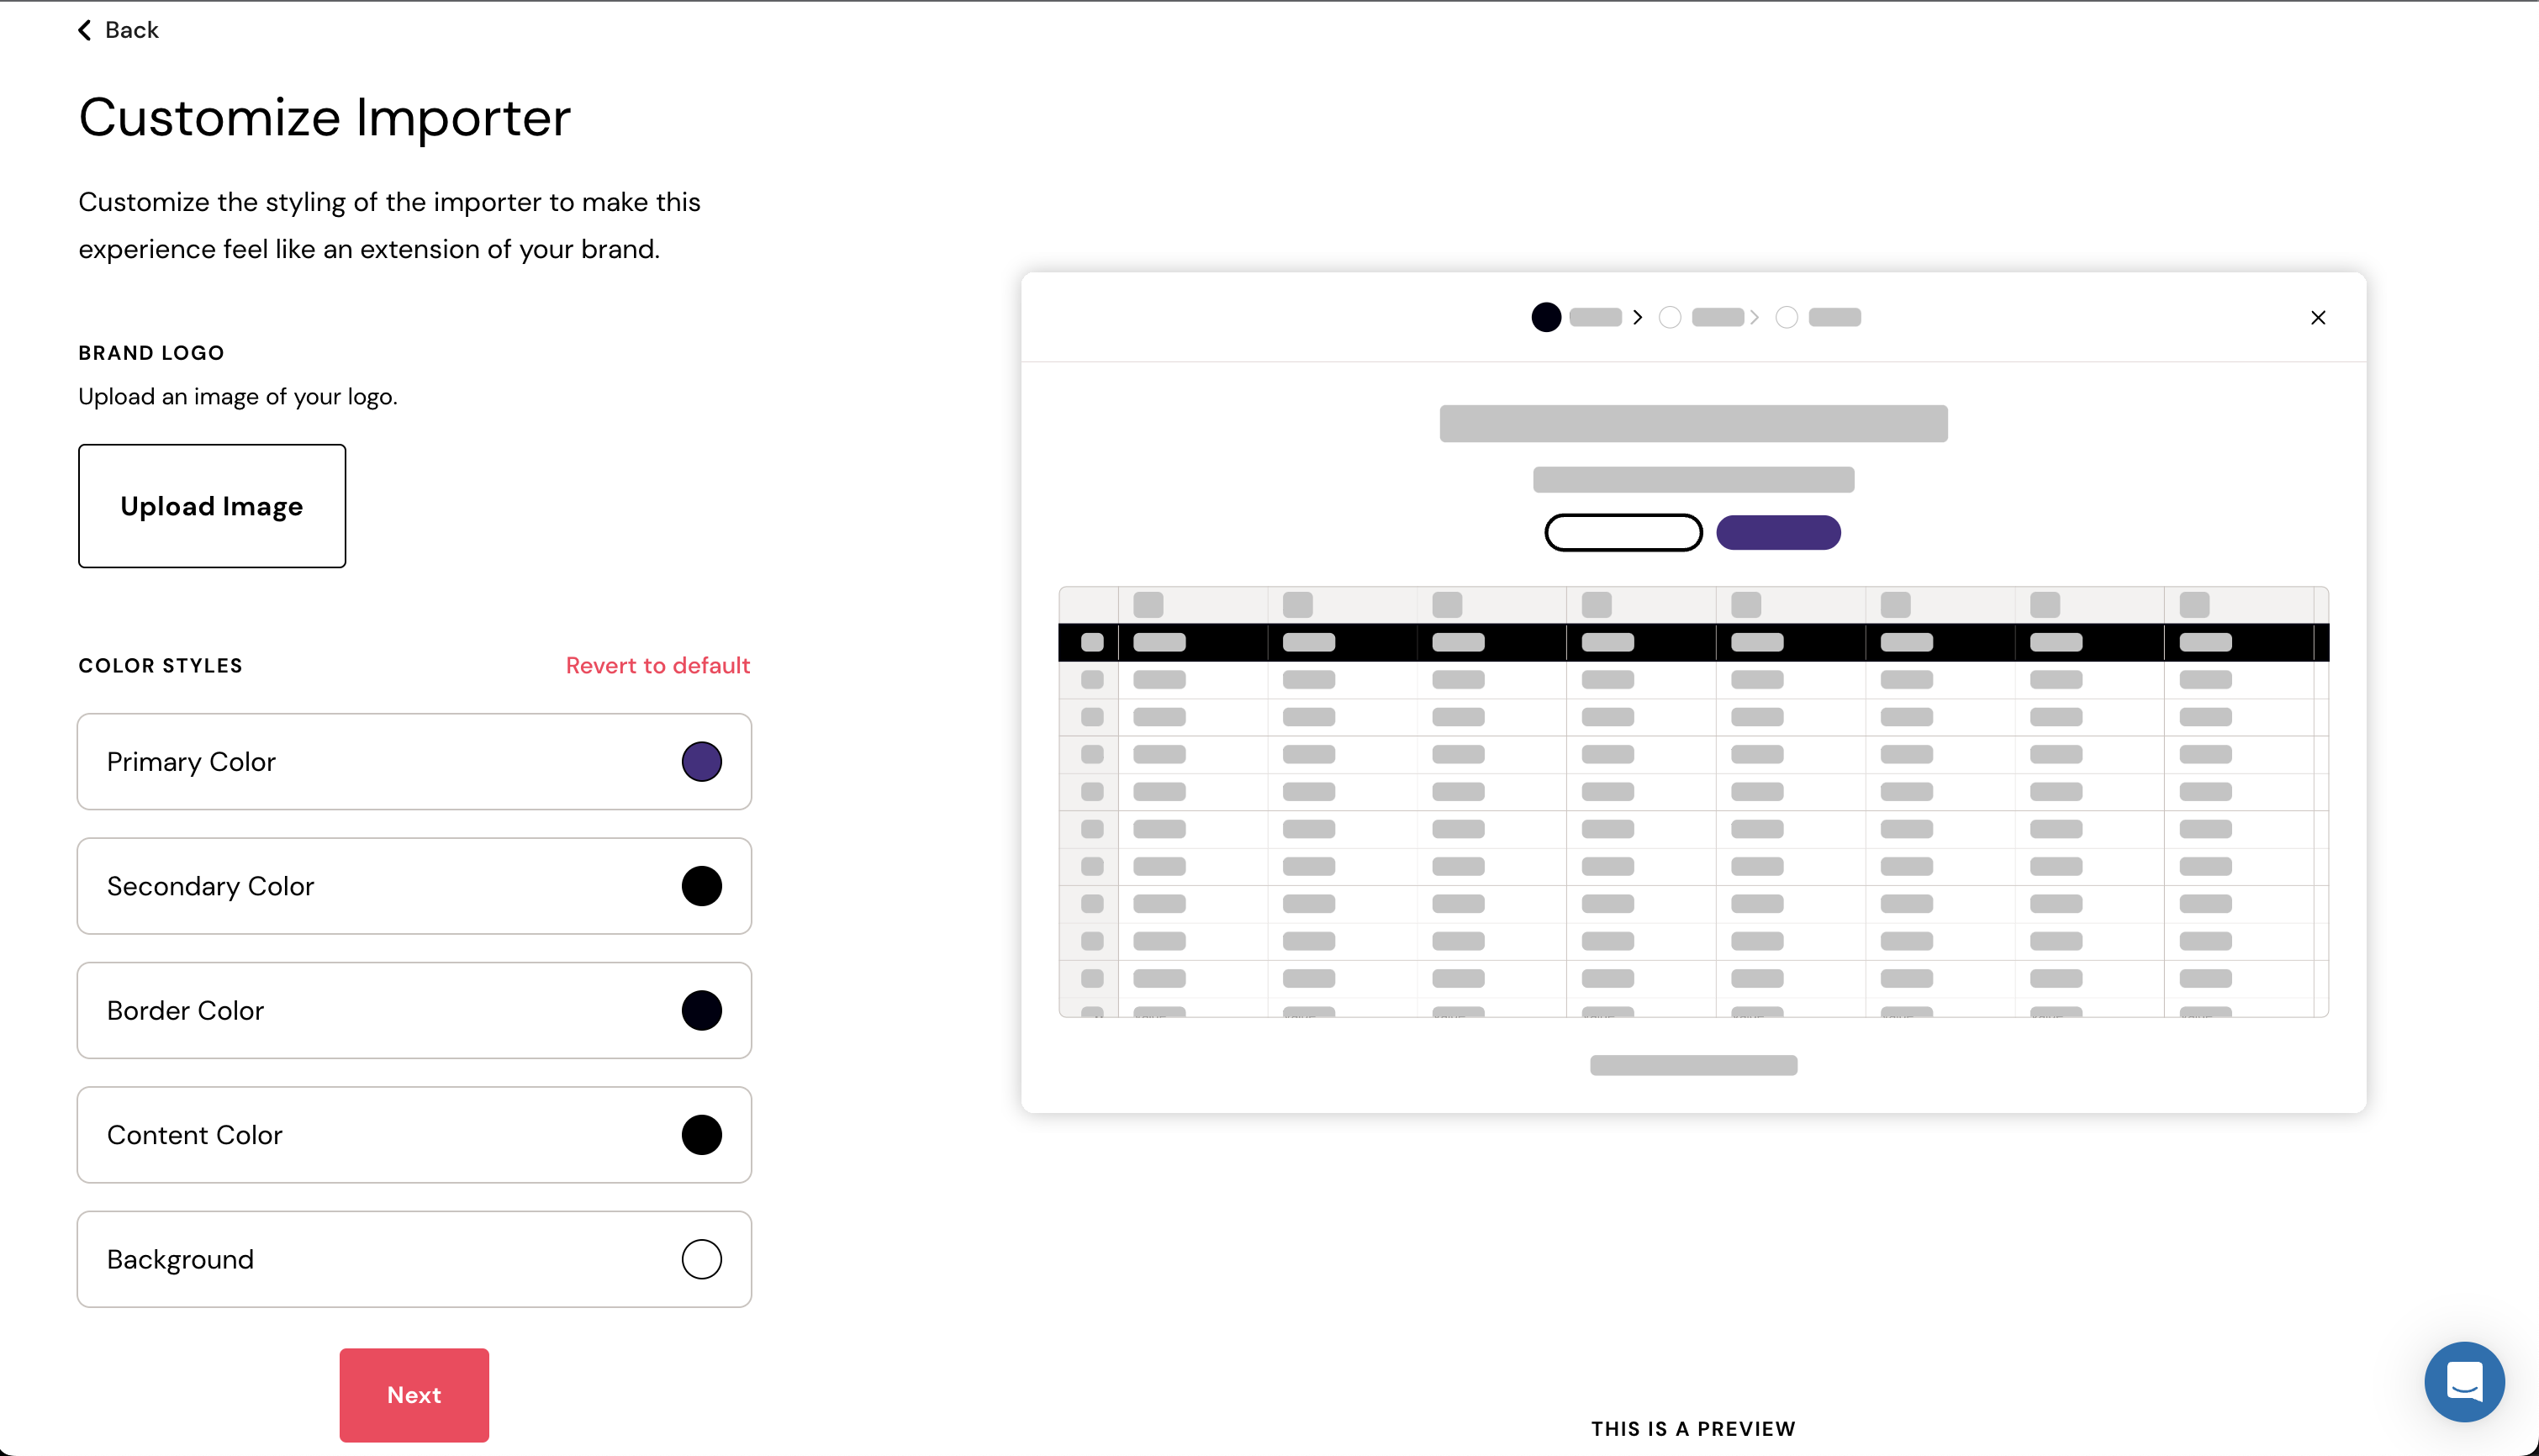 Back
Customize Importer
Customize the styling of the importer to make this
experience feel like an extension of your brand.
BRAND LOGO
Upload an image of your logo.
Upload Image
COLOR STYLES
Revert to default
Primary Color
Secondary Color
Border Color
Content Color
Background
Next
THIS IS A PREVIEW